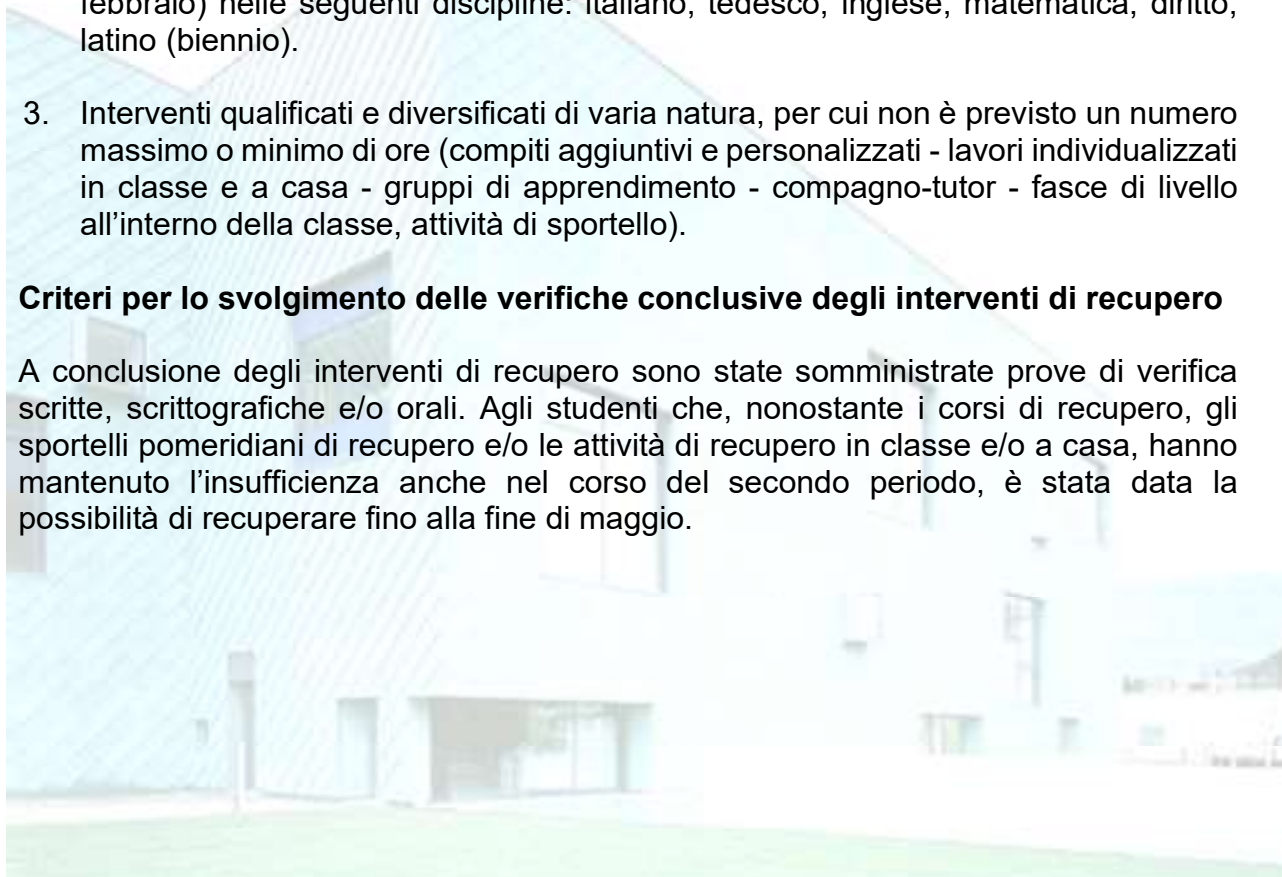 febbraio) nelle seguenti discipline: italiano, tedesco, inglese, matematica, diritto,
latino (biennio).
3. Interventi qualificati e diversificati di varia natura, per cui non è previsto un numero
massimo o minimo di ore (compiti aggiuntivi e personalizzati - lavori individualizzati
in classe e a casa - gruppi di apprendimento - compagno-tutor - fasce di livello
all’interno della classe, attività di sportello).
Criteri per lo svolgimento delle verifiche conclusive degli interventi di recupero
A conclusione degli interventi di recupero sono state somministrate prove di verifica
scritte, scrittografiche e/o orali. Agli studenti che, nonostante i corsi di recupero, gli
sportelli pomeridiani di recupero e/o le attività di recupero in classe e/o a casa, hanno
mantenuto l’insufficienza anche nel corso del secondo periodo, è stata data la
possibilità di recuperare fino alla fine di maggio.